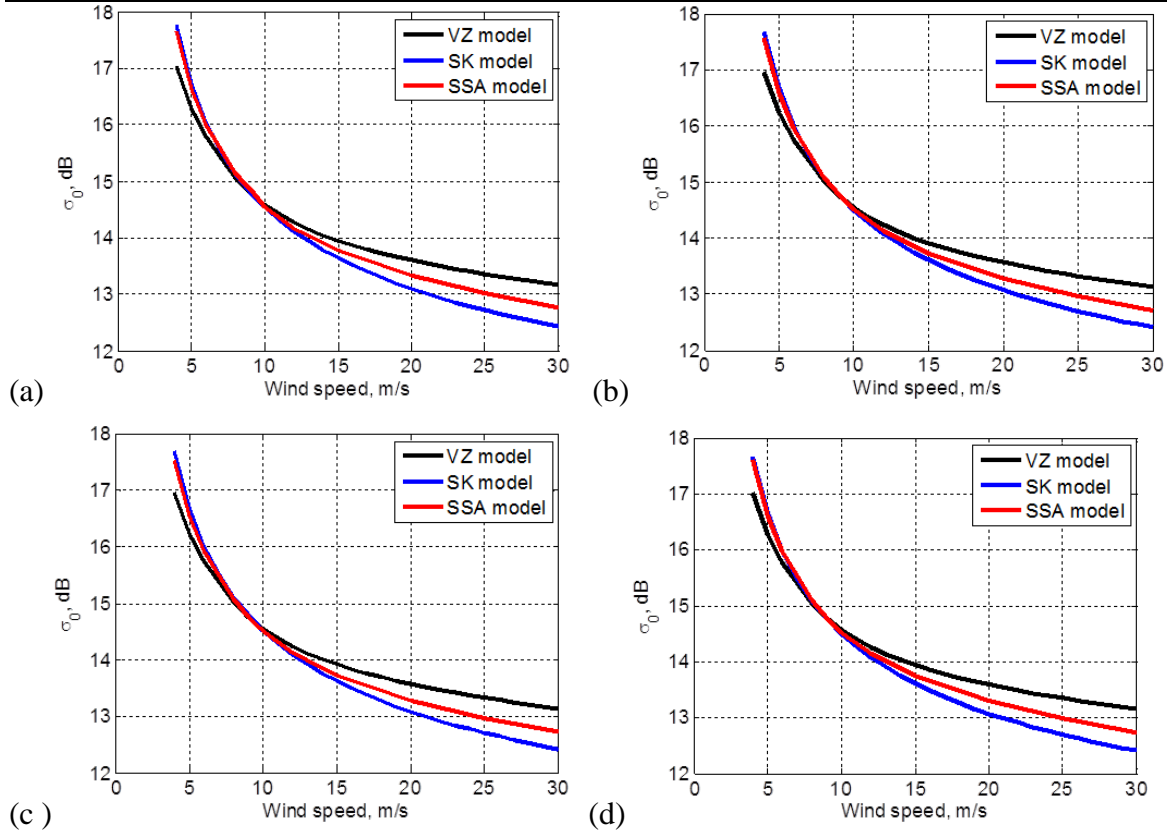 18
17
16
15
14
13
12
σ0, dB
0 5 10 15 20 25 30
Wind speed, m/s
VZ model
SK model
SSA model
(a)
18
17
16
15
14
13
12
σ0, dB
0 5 10 15 20 25 30
Wind speed, m/s
VZ model
SK model
SSA model
(b)
18
17
16
15
14
13
12
σ0, dB
0 5 10 15 20 25 30
Wind speed, m/s
VZ model
SK model
SSA model
(c )
18
17
16
15
14
13
12
σ0, dB
0 5 10 15 20 25 30
Wind speed, m/s
VZ model
SK model
SSA model
(d)